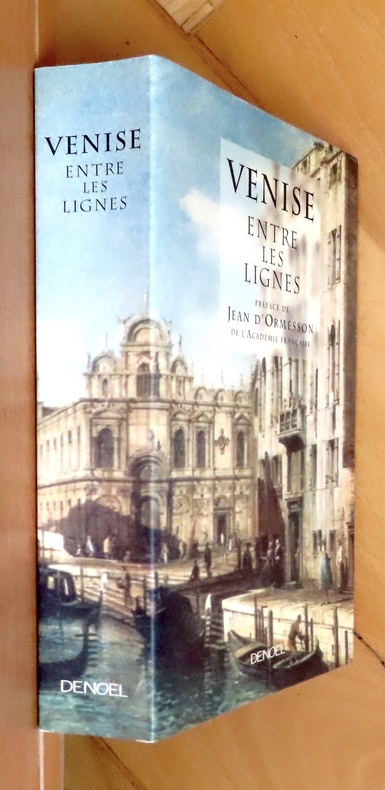 VENISE
ENTRE
LES
LIGNES
DENOEL
VENISE
ENTRE
LES
LIGNES
PRÉFACE DE
JEAN D'ORMESSON
DE L'ACADÉMIE FRANÇAISE
DENOEL